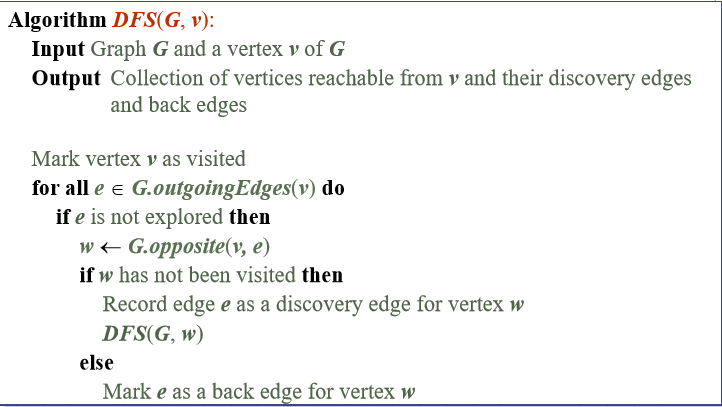 Algorithm DFS(G, v):
Input Graph G and a vertex v of G
Output Collection of vertices reachable from v and their discovery edges
and back edges
Mark vertex v as visited
for all e ∈ G.outgoingEdges(v) do
if e is not explored then
w ← G.opposite(v, e)
if w has not been visited then
Record edge e as a discovery edge for vertex w
DFS(G, w)
else
Mark e as a back edge for vertex w